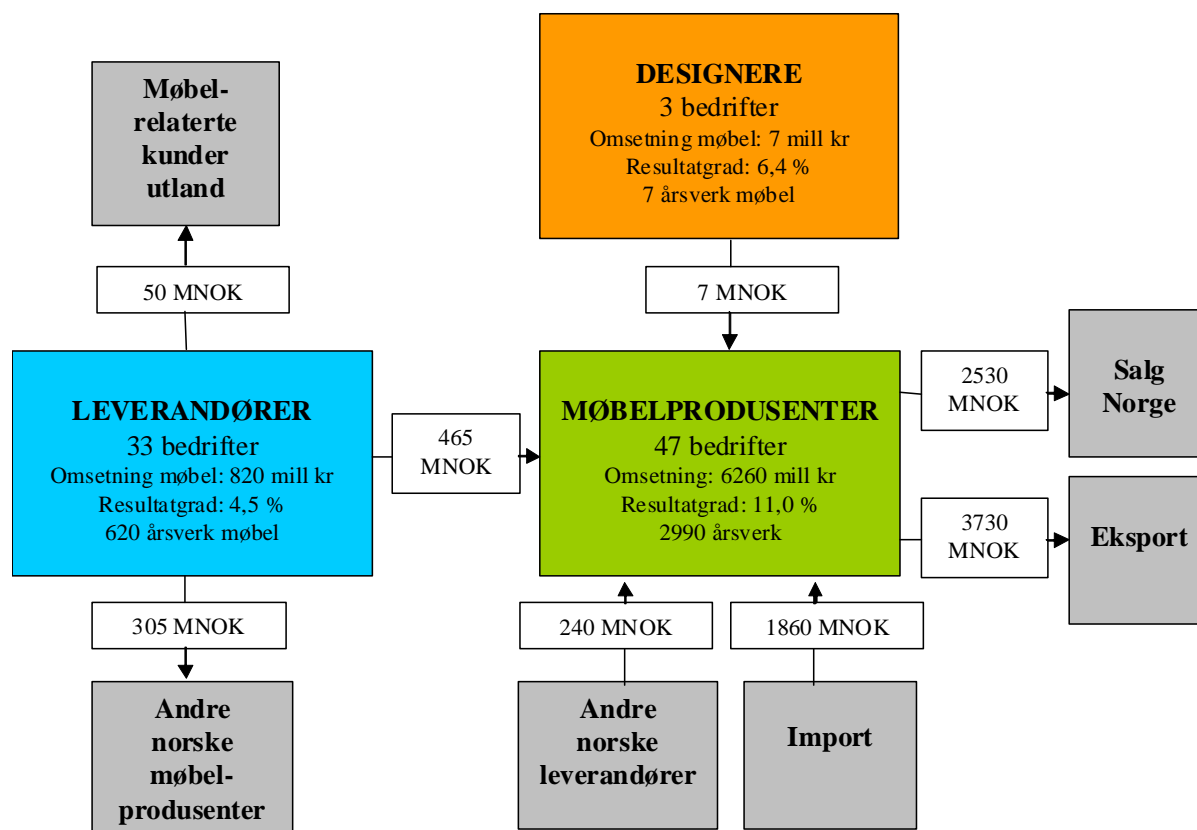 Møbel-
relaterte
kunder
utland
DESIGNERE
3 bedrifter
Omsetning møbel: 7 mill kr
Resultatgrad: 6,4 %
7 årsverk møbel
50 MNOK
7 MNOK
LEVERANDØRER
33 bedrifter
Omsetning møbel: 820 mill kr
Resultatgrad: 4,5 %
620 årsverk møbel
465
MNOK
MØBELPRODUSENTER
47 bedrifter
Omsetning: 6260 mill kr
Resultatgrad: 11,0 %
2990 årsverk
2530
MNOK
Salg
Norge
3730
MNOK
Eksport
305 MNOK
240 MNOK
1860 MNOK
Andre
norske
møbel-
produsenter
Andre
norske
leverandører
Import